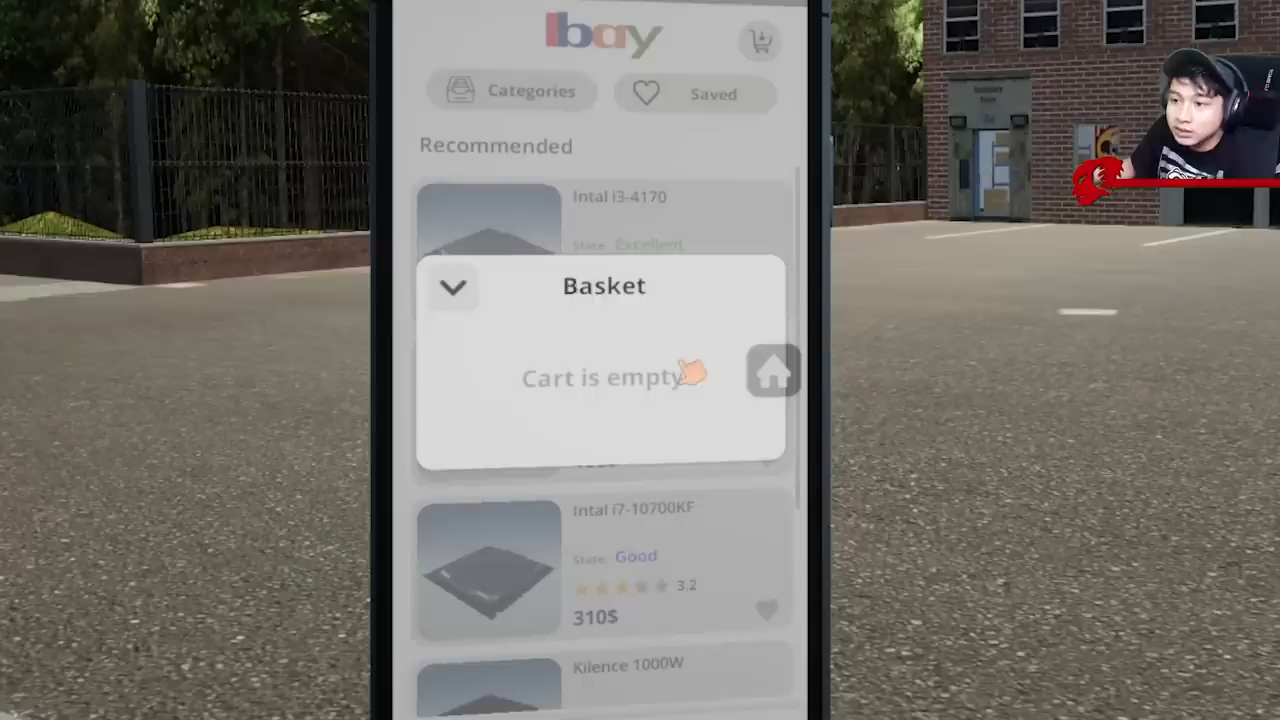 lbay
Categories
Saved
Recommended
Intal i3-4170
State: Excellent
Basket
Cart is empty
Intal i7-10700KF
State: Good
3.2
310$
Kilence 1000W